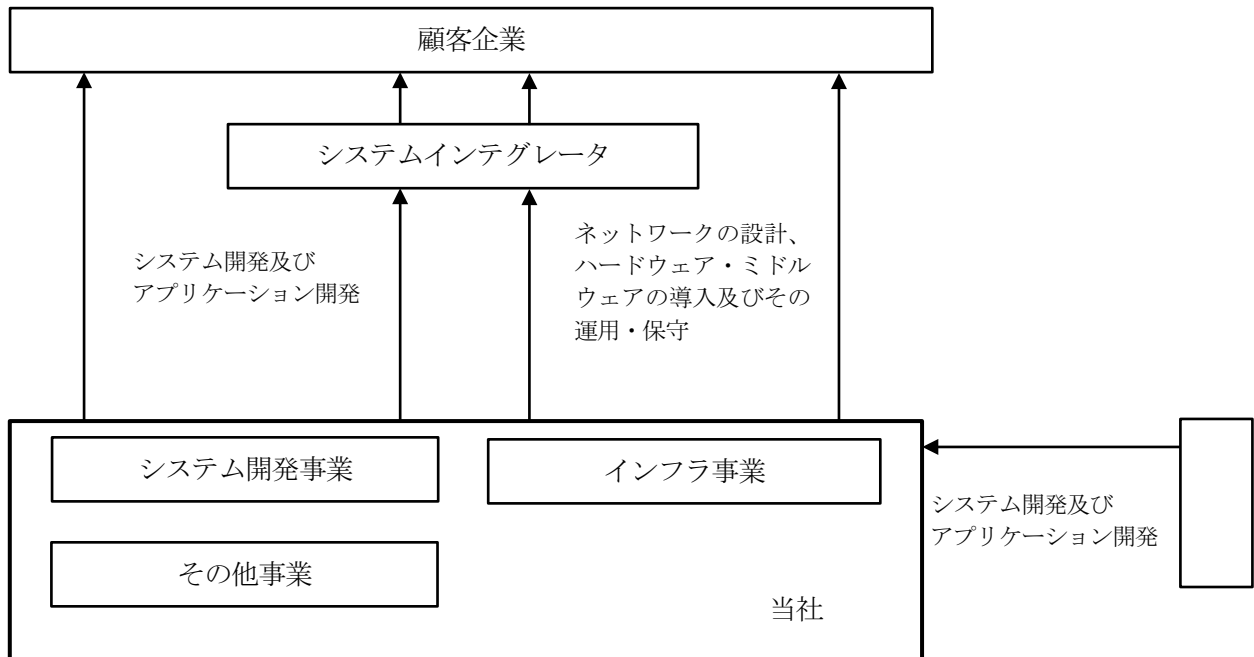 顧客企業
システムインテグレータ
システム開発及び
アプリケーション開発
ネットワークの設計、
ハードウェア・ミドル
ウェアの導入及びその
運用・保守
システム開発事業
インフラ事業
システム開発及び
アプリケーション開発
その他事業
当社